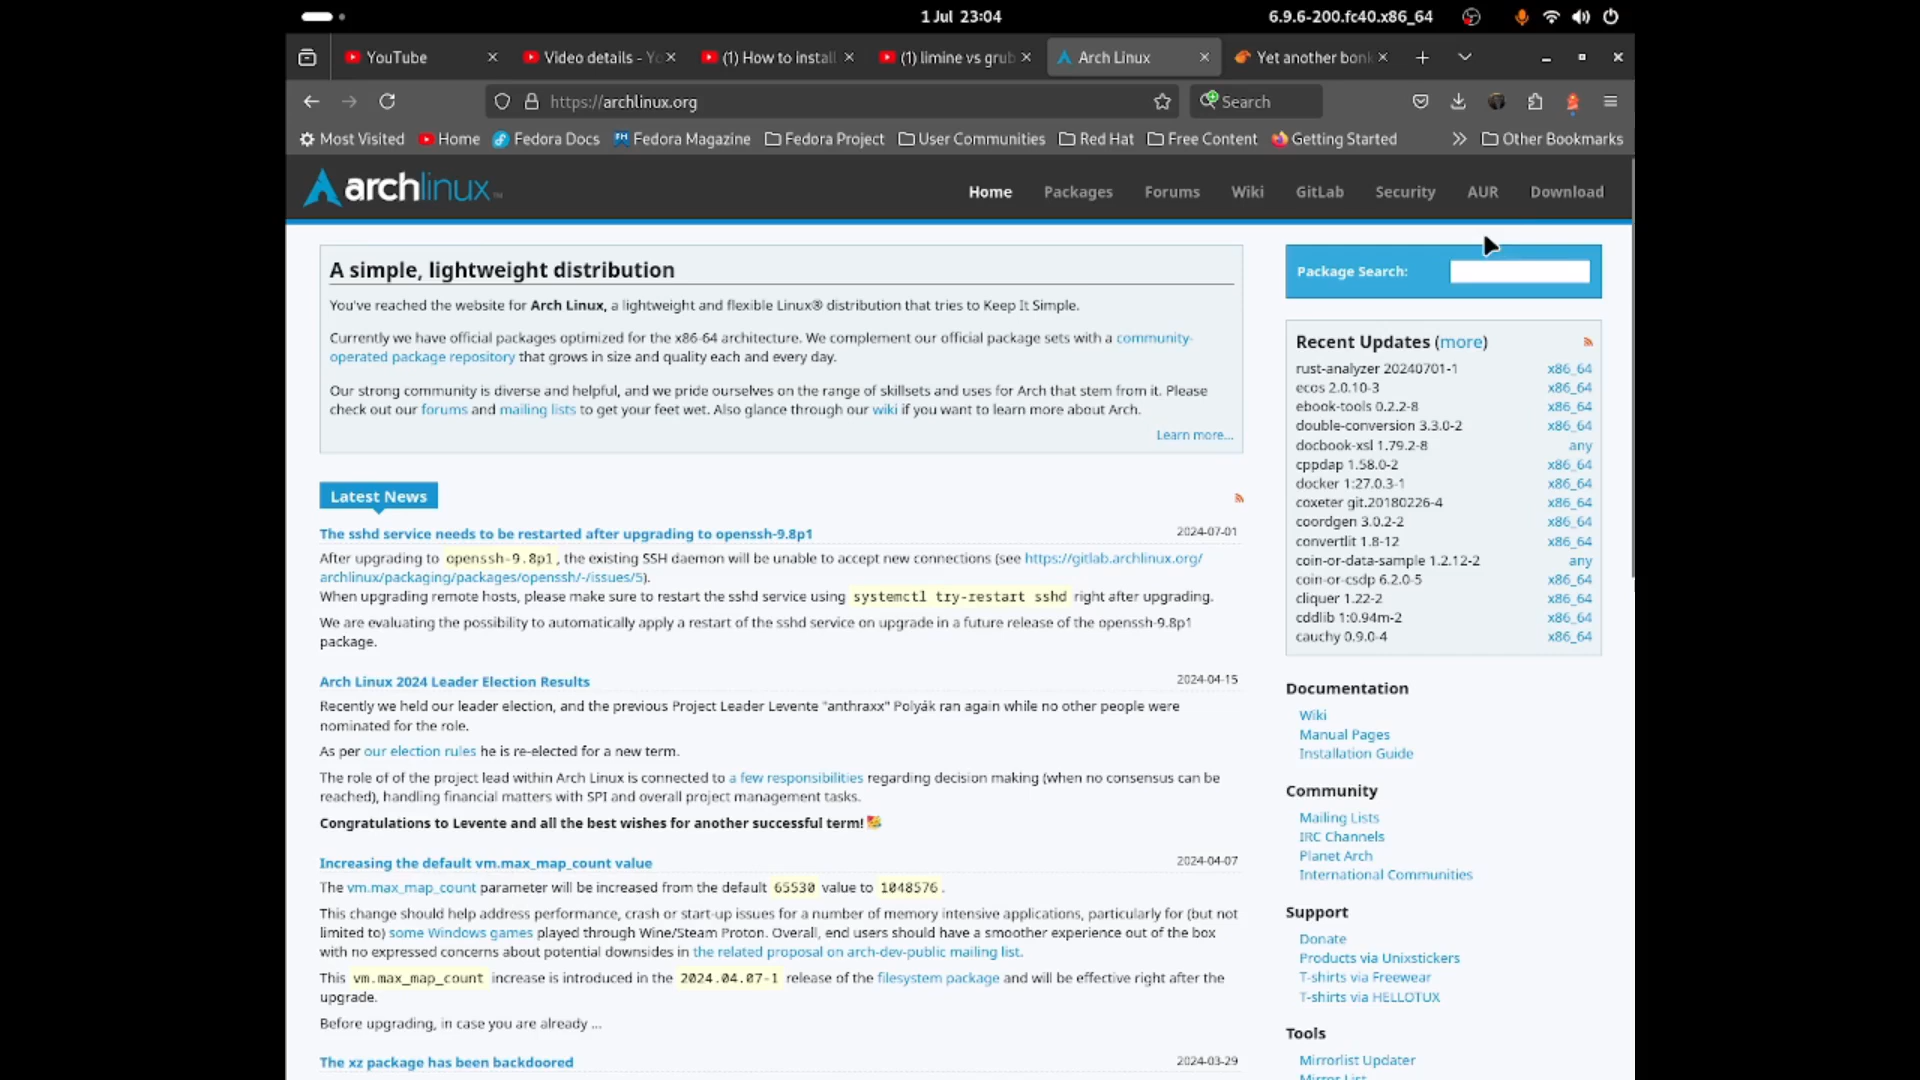 1 Jul 23:04
6.9.6-200.fc40.x86_64
YouTube
Video details - Yo
(1) How to install
(1) limine vs grub
Arch Linux
Yet another bonk
https://archlinux.org
Search
Most Visited
Home
Fedora Docs
Fedora Magazine
Fedora Project
User Communities
Red Hat
Free Content
Getting Started
Other Bookmarks
archlinux
Home
Packages
Forums
Wiki
GitLab
Security
AUR
Download
A simple, lightweight distribution
You've reached the website for Arch Linux, a lightweight and flexible Linux® distribution that tries to Keep It Simple.
Currently we have official packages optimized for the x86-64 architecture. We complement our official package sets with a community-
operated package repository that grows in size and quality each and every day.
Our strong community is diverse and helpful, and we pride ourselves on the range of skillsets and uses for Arch that stem from it. Please
check out our forums and mailing lists to get your feet wet. Also glance through our wiki if you want to learn more about Arch.
Learn more...
Latest News
The sshd service needs to be restarted after upgrading to openssh-9.8p1 2024-07-01
After upgrading to openssh-9.8p1, the existing SSH daemon will be unable to accept new connections (see https://gitlab.archlinux.org/
archlinux/packaging/packages/openssh/-/issues/5).
When upgrading remote hosts, please make sure to restart the sshd service using systemctl try-restart sshd right after upgrading.
We are evaluating the possibility to automatically apply a restart of the sshd service on upgrade in a future release of the openssh-9.8p1
package.
Arch Linux 2024 Leader Election Results 2024-04-15
Recently we held our leader election, and the previous Project Leader Levente "anthraxx" Polyák ran again while no other people were
nominated for the role.
As per our election rules he is re-elected for a new term.
The role of of the project lead within Arch Linux is connected to a few responsibilities regarding decision making (when no consensus can be
reached), handling financial matters with SPI and overall project management tasks.
Congratulations to Levente and all the best wishes for another successful term! 🥳
Increasing the default vm.max_map_count value 2024-04-07
The vm.max_map_count parameter will be increased from the default 65530 value to 1048576.
This change should help address performance, crash or start-up issues for a number of memory intensive applications, particularly for (but not
limited to) some Windows games played through Wine/Steam Proton. Overall, end users should have a smoother experience out of the box
with no expressed concerns about potential downsides in the related proposal on arch-dev-public mailing list.
This vm.max_map_count increase is introduced in the 2024.04.07-1 release of the filesystem package and will be effective right after the
upgrade.
Before upgrading, in case you are already ...
The xz package has been backdoored 2024-03-29
Package Search:
Recent Updates (more)
rust-analyzer 20240701-1 x86_64
ecos 2.0.10-3 x86_64
ebook-tools 0.2.2-8 x86_64
double-conversion 3.3.0-2 x86_64
docbook-xsl 1.79.2-8 any
cppdap 1.58.0-2 x86_64
docker 1:27.0.3-1 x86_64
coxeter git.20180226-4 x86_64
coordgen 3.0.2-2 x86_64
convertlit 1.8-12 x86_64
coin-or-data-sample 1.2.12-2 any
coin-or-csdp 6.2.0-5 x86_64
cliquer 1.22-2 x86_64
cddlib 1:0.94m-2 x86_64
cauchy 0.9.0-4 x86_64
Documentation
Wiki
Manual Pages
Installation Guide
Community
Mailing Lists
IRC Channels
Planet Arch
International Communities
Support
Donate
Products via Unixstickers
T-shirts via Freewear
T-shirts via HELLOTUX
Tools
Mirrorlist Updater
Mirror List